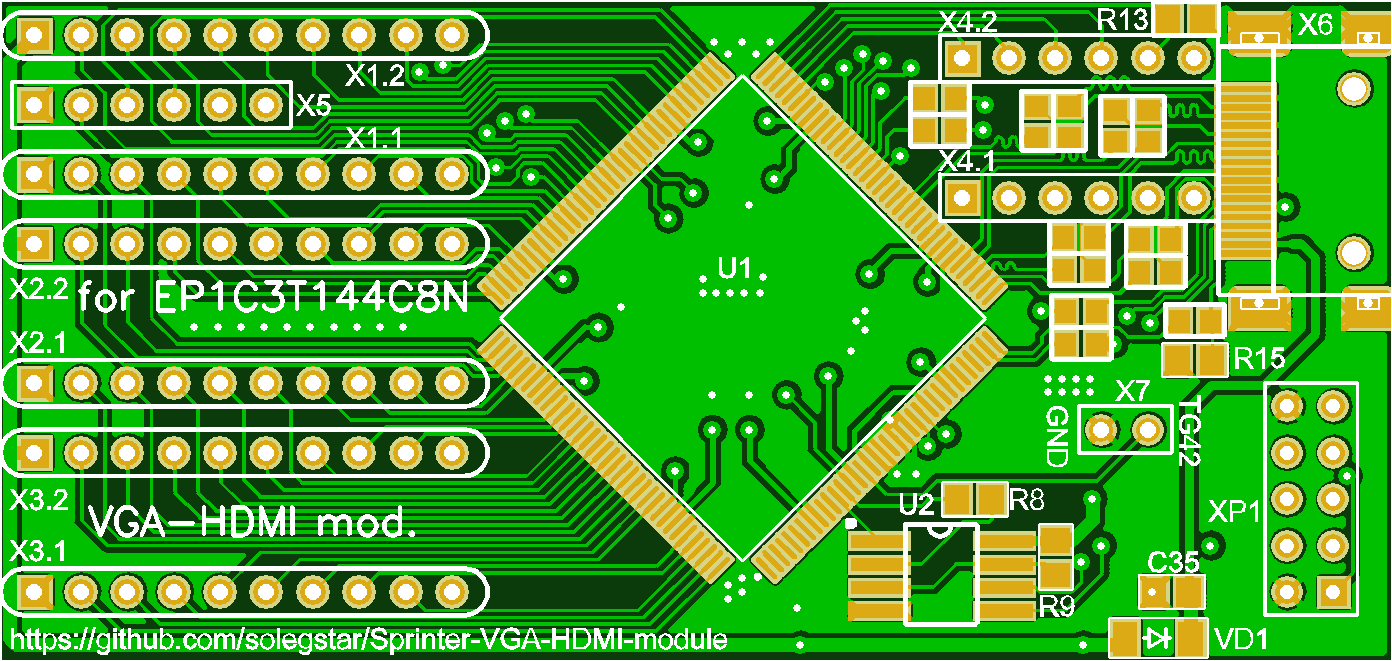 X4.2
R13
X6
X1.2
X5
X1.1
X4.1
U1
X2.2
for EP1C3T144C8N
X2.1
R15
X7
GND
TG42
X3.2
VGA-HDMI mod.
U2
R8
XP1
X3.1
C35
R9
https://github.com/solegstar/Sprinter-VGA-HDMI-module
VD1